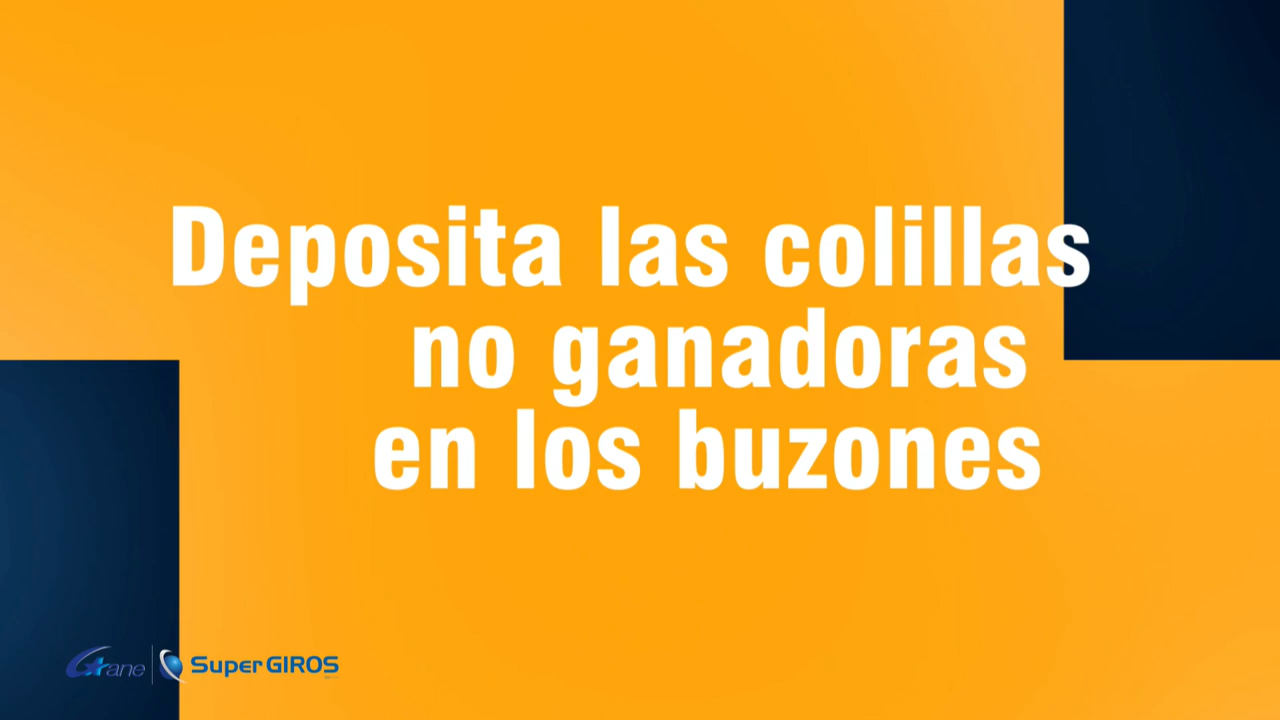 Deposita las colillas
no ganadoras
en los buzones
Grane SuperGIROS